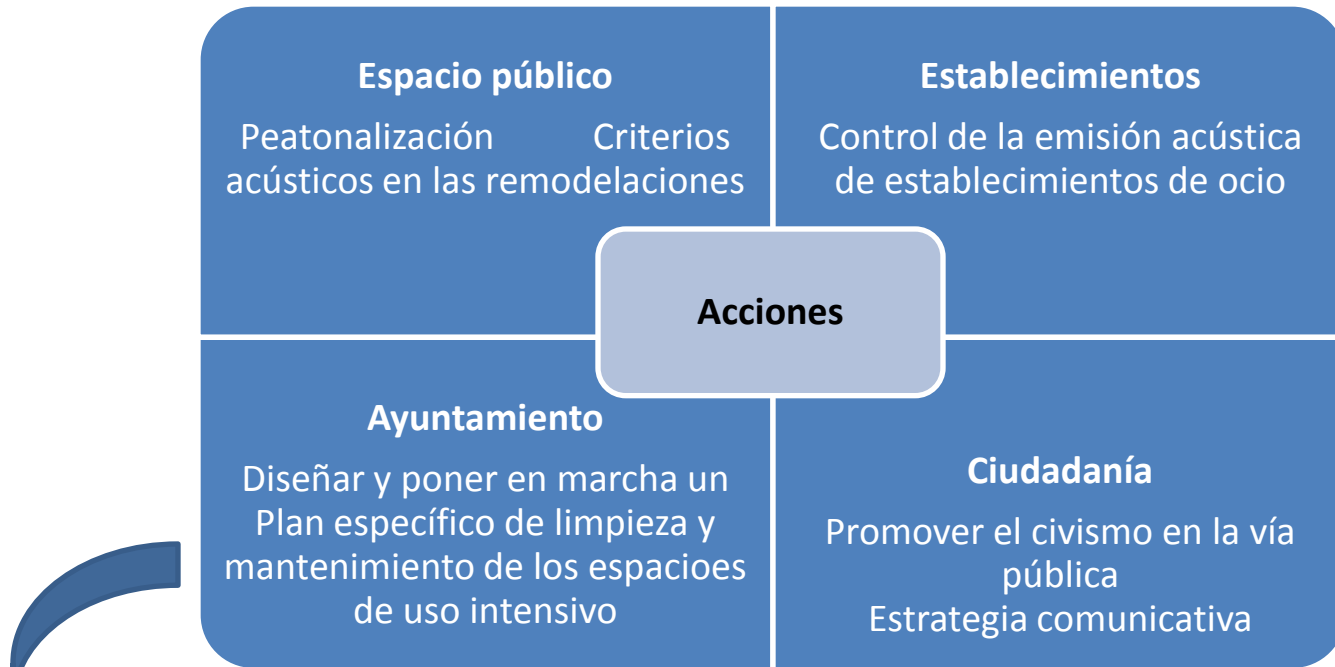 Espacio público
Peatonalización Criterios
acústicos en las remodelaciones
Establecimientos
Control de la emisión acústica
de establecimientos de ocio
Acciones
Ayuntamiento
Diseñar y poner en marcha un
Plan específico de limpieza y
mantenimiento de los espacioes
de uso intensivo
Ciudadanía
Promover el civismo en la vía
pública
Estrategia comunicativa